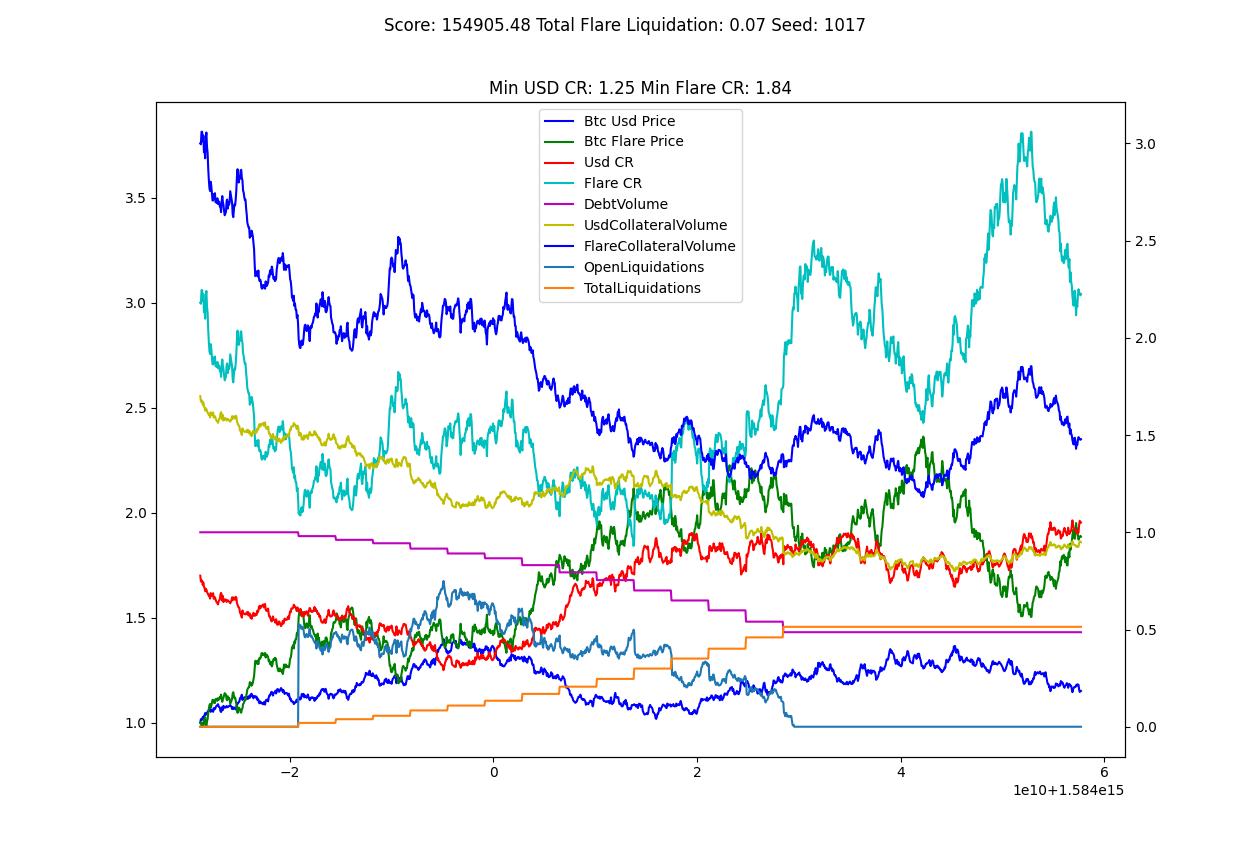 Score: 154905.48 Total Flare Liquidation: 0.07 Seed: 1017
Min USD CR: 1.25 Min Flare CR: 1.84
Btc Usd Price
Btc Flare Price
Usd CR
Flare CR
DebtVolume
UsdCollateralVolume
FlareCollateralVolume
OpenLiquidations
TotalLiquidations
3.5
3.0
2.5
2.0
1.5
1.0
3.0
2.5
2.0
1.5
1.0
0.5
0.0
−2 0 2 4 6
1e10+1.584e15